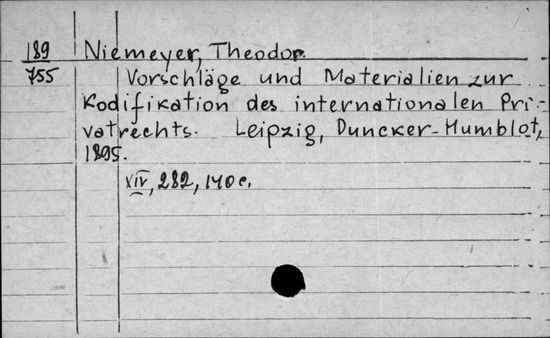 189 Niemeyer, Theodor.
755 Vorschläge und Materialien zur
Kodifikation des internationalen Pri-
vatrechts. Leipzig, Duncker-Humblot,
1895.
XIV, 282, 140 c.